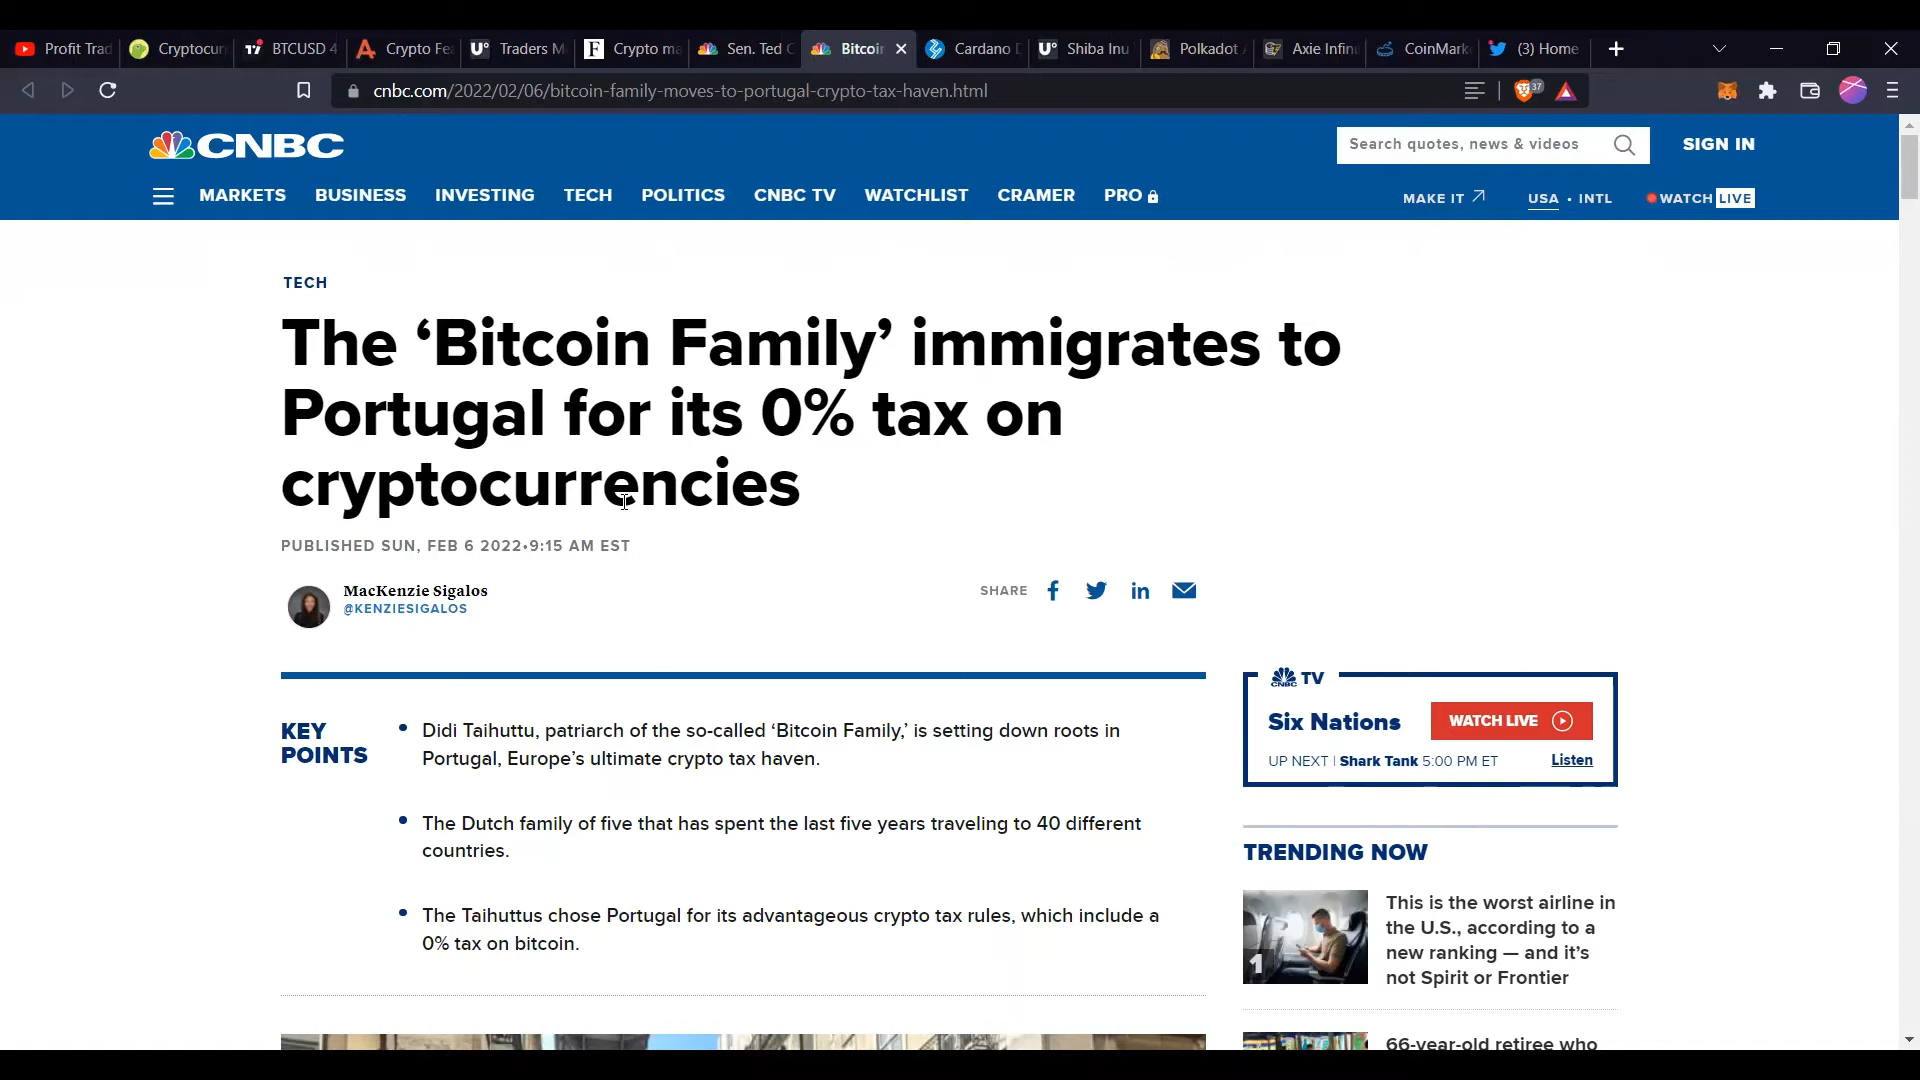 Profit Trad
Cryptocur
BTCUSD 4
Crypto Fe
Traders M
Crypto ma
Sen. Ted C
Bitcoin
Cardano
Shiba Inu
Polkadot
Axie Infin
CoinMark
(3) Home
cnbc.com/2022/02/06/bitcoin-family-moves-to-portugal-crypto-tax-haven.html
37
CNBC
Search quotes, news & videos
SIGN IN
MARKETS BUSINESS INVESTING TECH POLITICS CNBC TV WATCHLIST CRAMER PRO
MAKE IT USA • INTL WATCH LIVE
TECH
The ‘Bitcoin Family’ immigrates to
Portugal for its 0% tax on
cryptocurrencies
PUBLISHED SUN, FEB 6 2022•9:15 AM EST
MacKenzie Sigalos
@KENZIESIGALOS
SHARE
KEY
POINTS
Didi Taihuttu, patriarch of the so-called ‘Bitcoin Family,’ is setting down roots in
Portugal, Europe’s ultimate crypto tax haven.
The Dutch family of five that has spent the last five years traveling to 40 different
countries.
The Taihuttus chose Portugal for its advantageous crypto tax rules, which include a
0% tax on bitcoin.
CNBC TV
Six Nations
WATCH LIVE
UP NEXT | Shark Tank 5:00 PM ET
Listen
TRENDING NOW
1
This is the worst airline in
the U.S., according to a
new ranking — and it’s
not Spirit or Frontier
66-year-old retiree who